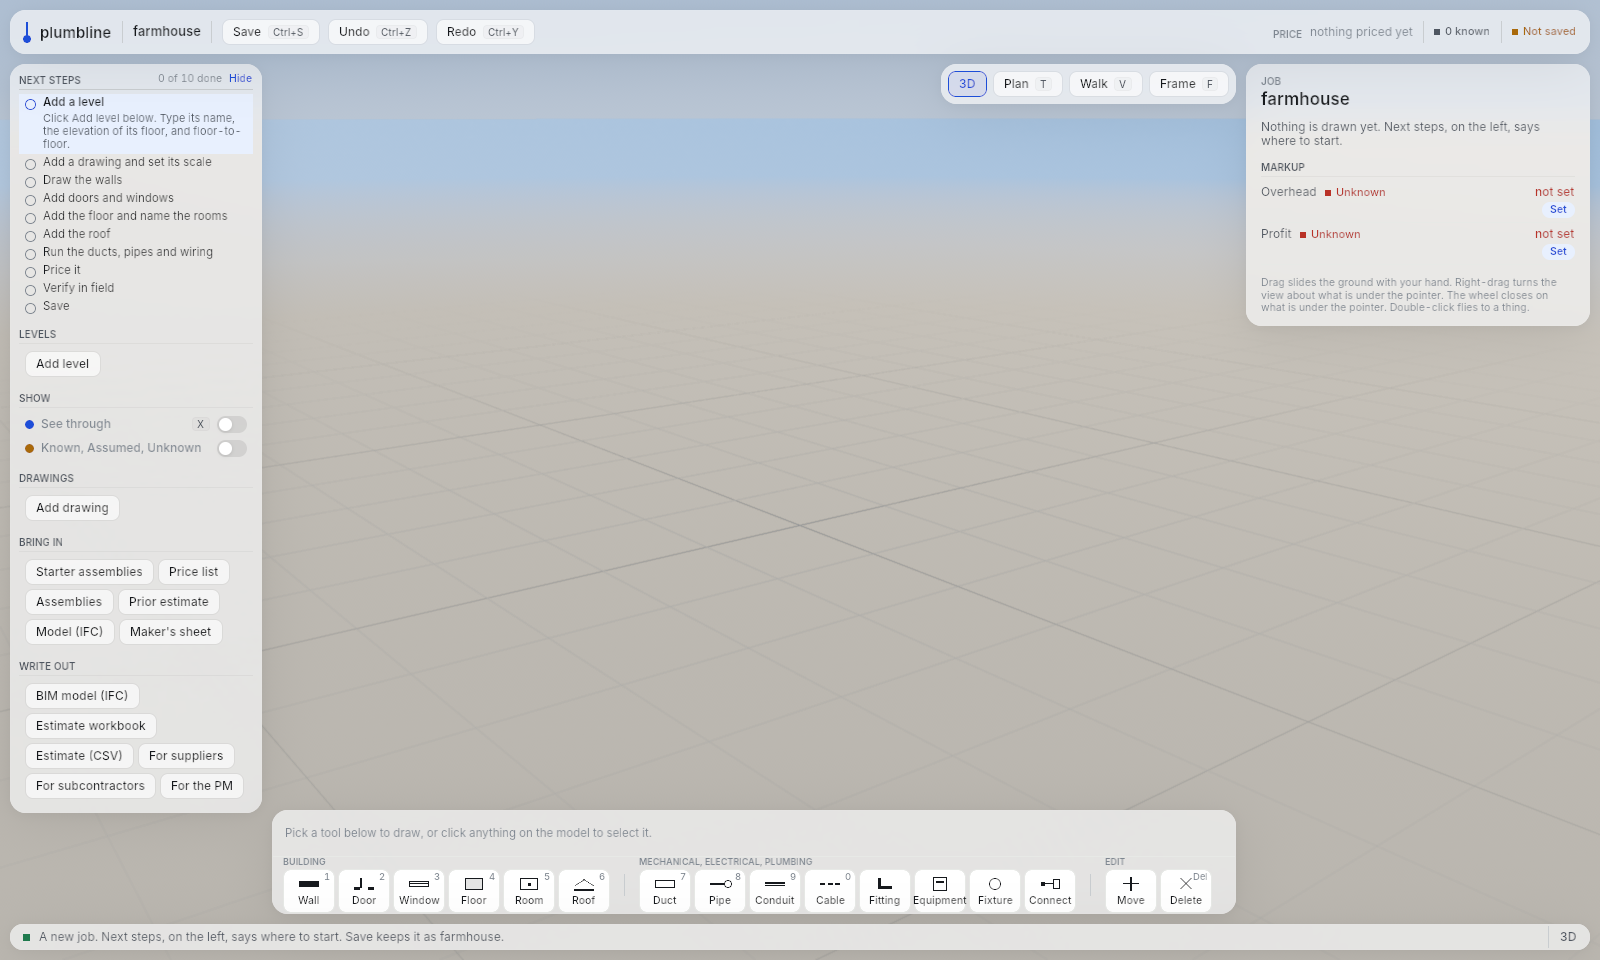 plumbline
farmhouse
Save Ctrl+S
Undo Ctrl+Z
Redo Ctrl+Y
PRICE nothing priced yet
0 known
Not saved
NEXT STEPS 0 of 10 done Hide
Add a level
Click Add level below. Type its name,
the elevation of its floor, and floor-to-
floor.
Add a drawing and set its scale
Draw the walls
Add doors and windows
Add the floor and name the rooms
Add the roof
Run the ducts, pipes and wiring
Price it
Verify in field
Save
LEVELS
Add level
SHOW
See through X
Known, Assumed, Unknown
DRAWINGS
Add drawing
BRING IN
Starter assemblies Price list
Assemblies Prior estimate
Model (IFC) Maker's sheet
WRITE OUT
BIM model (IFC)
Estimate workbook
Estimate (CSV) For suppliers
For subcontractors For the PM
3D Plan T Walk V Frame F
JOB
farmhouse
Nothing is drawn yet. Next steps, on the left, says
where to start.
MARKUP
Overhead Unknown not set
Set
Profit Unknown not set
Set
Drag slides the ground with your hand. Right-drag turns the
view about what is under the pointer. The wheel closes on
what is under the pointer. Double-click flies to a thing.
Pick a tool below to draw, or click anything on the model to select it.
BUILDING
1 Wall
2 Door
3 Window
4 Floor
5 Room
6 Roof
MECHANICAL, ELECTRICAL, PLUMBING
7 Duct
8 Pipe
9 Conduit
0 Cable
Fitting
Equipment
Fixture
Connect
EDIT
Move
Del Delete
A new job. Next steps, on the left, says where to start. Save keeps it as farmhouse.
3D